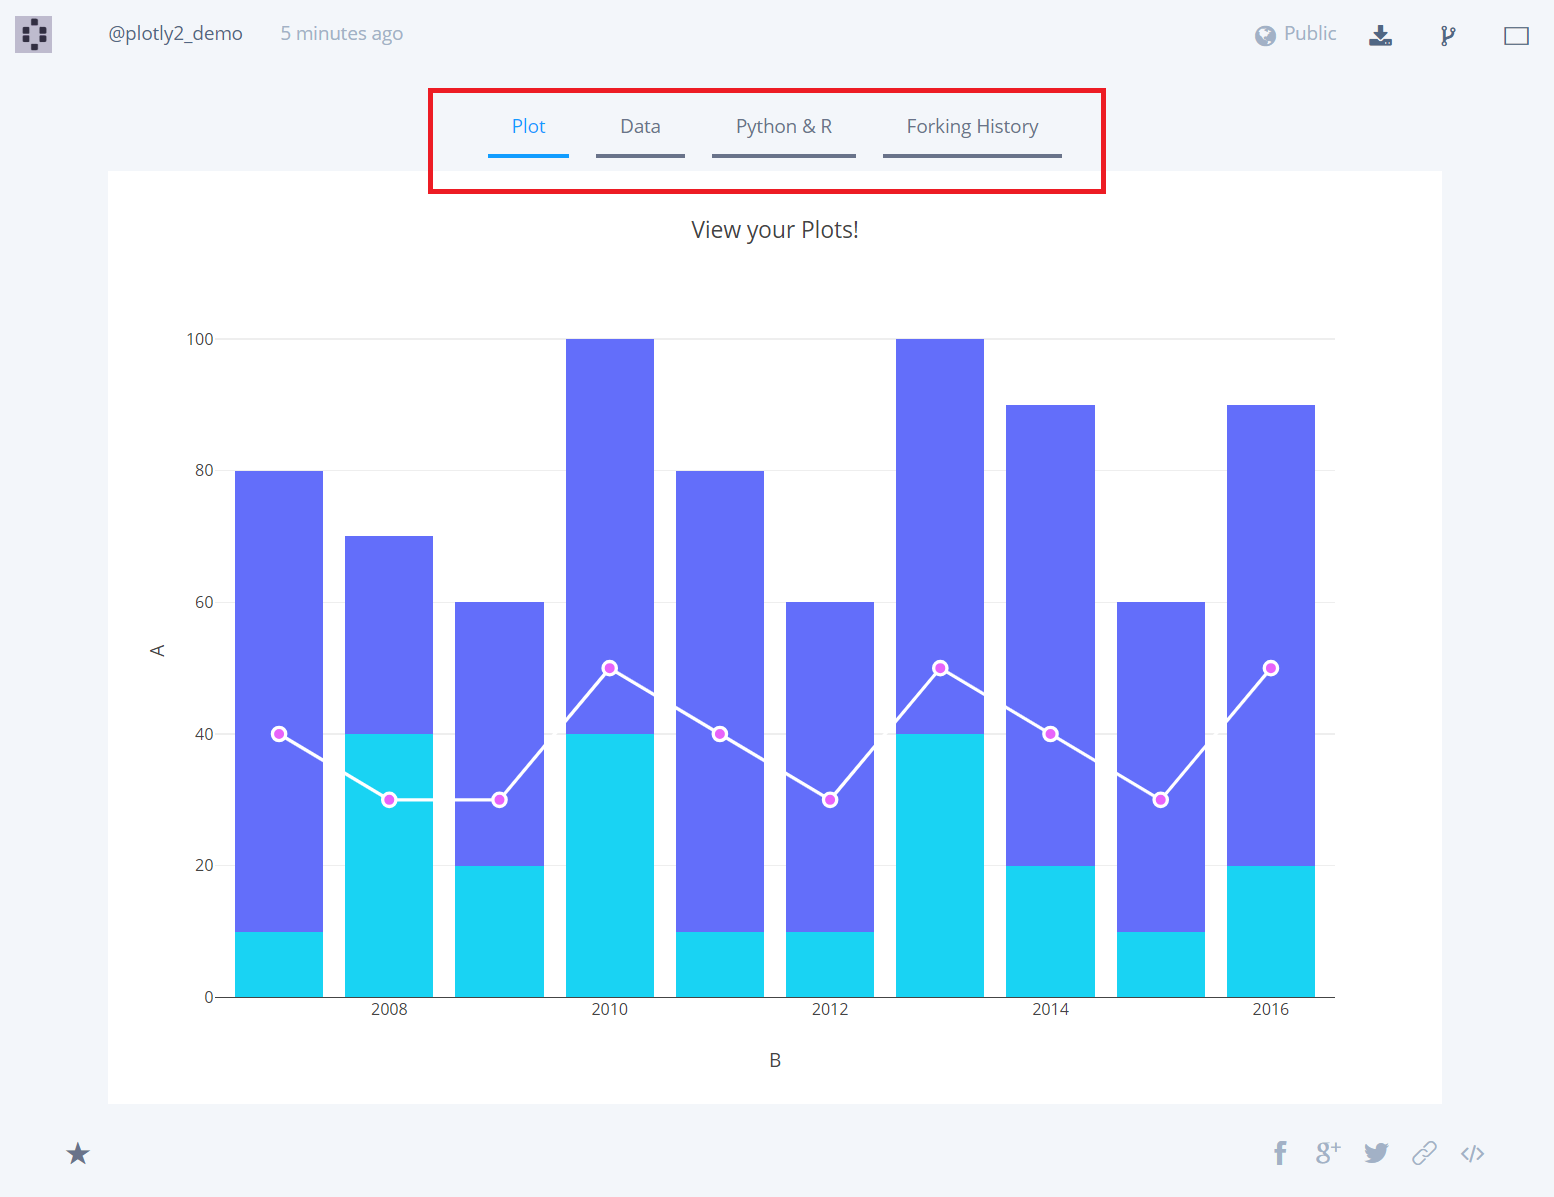 @plotly2_demo 5 minutes ago Public
Plot Data Python & R Forking History
View your Plots!
100
80
60
A
40
20
0
2008 2010 2012 2014 2016
B
f g+ </>